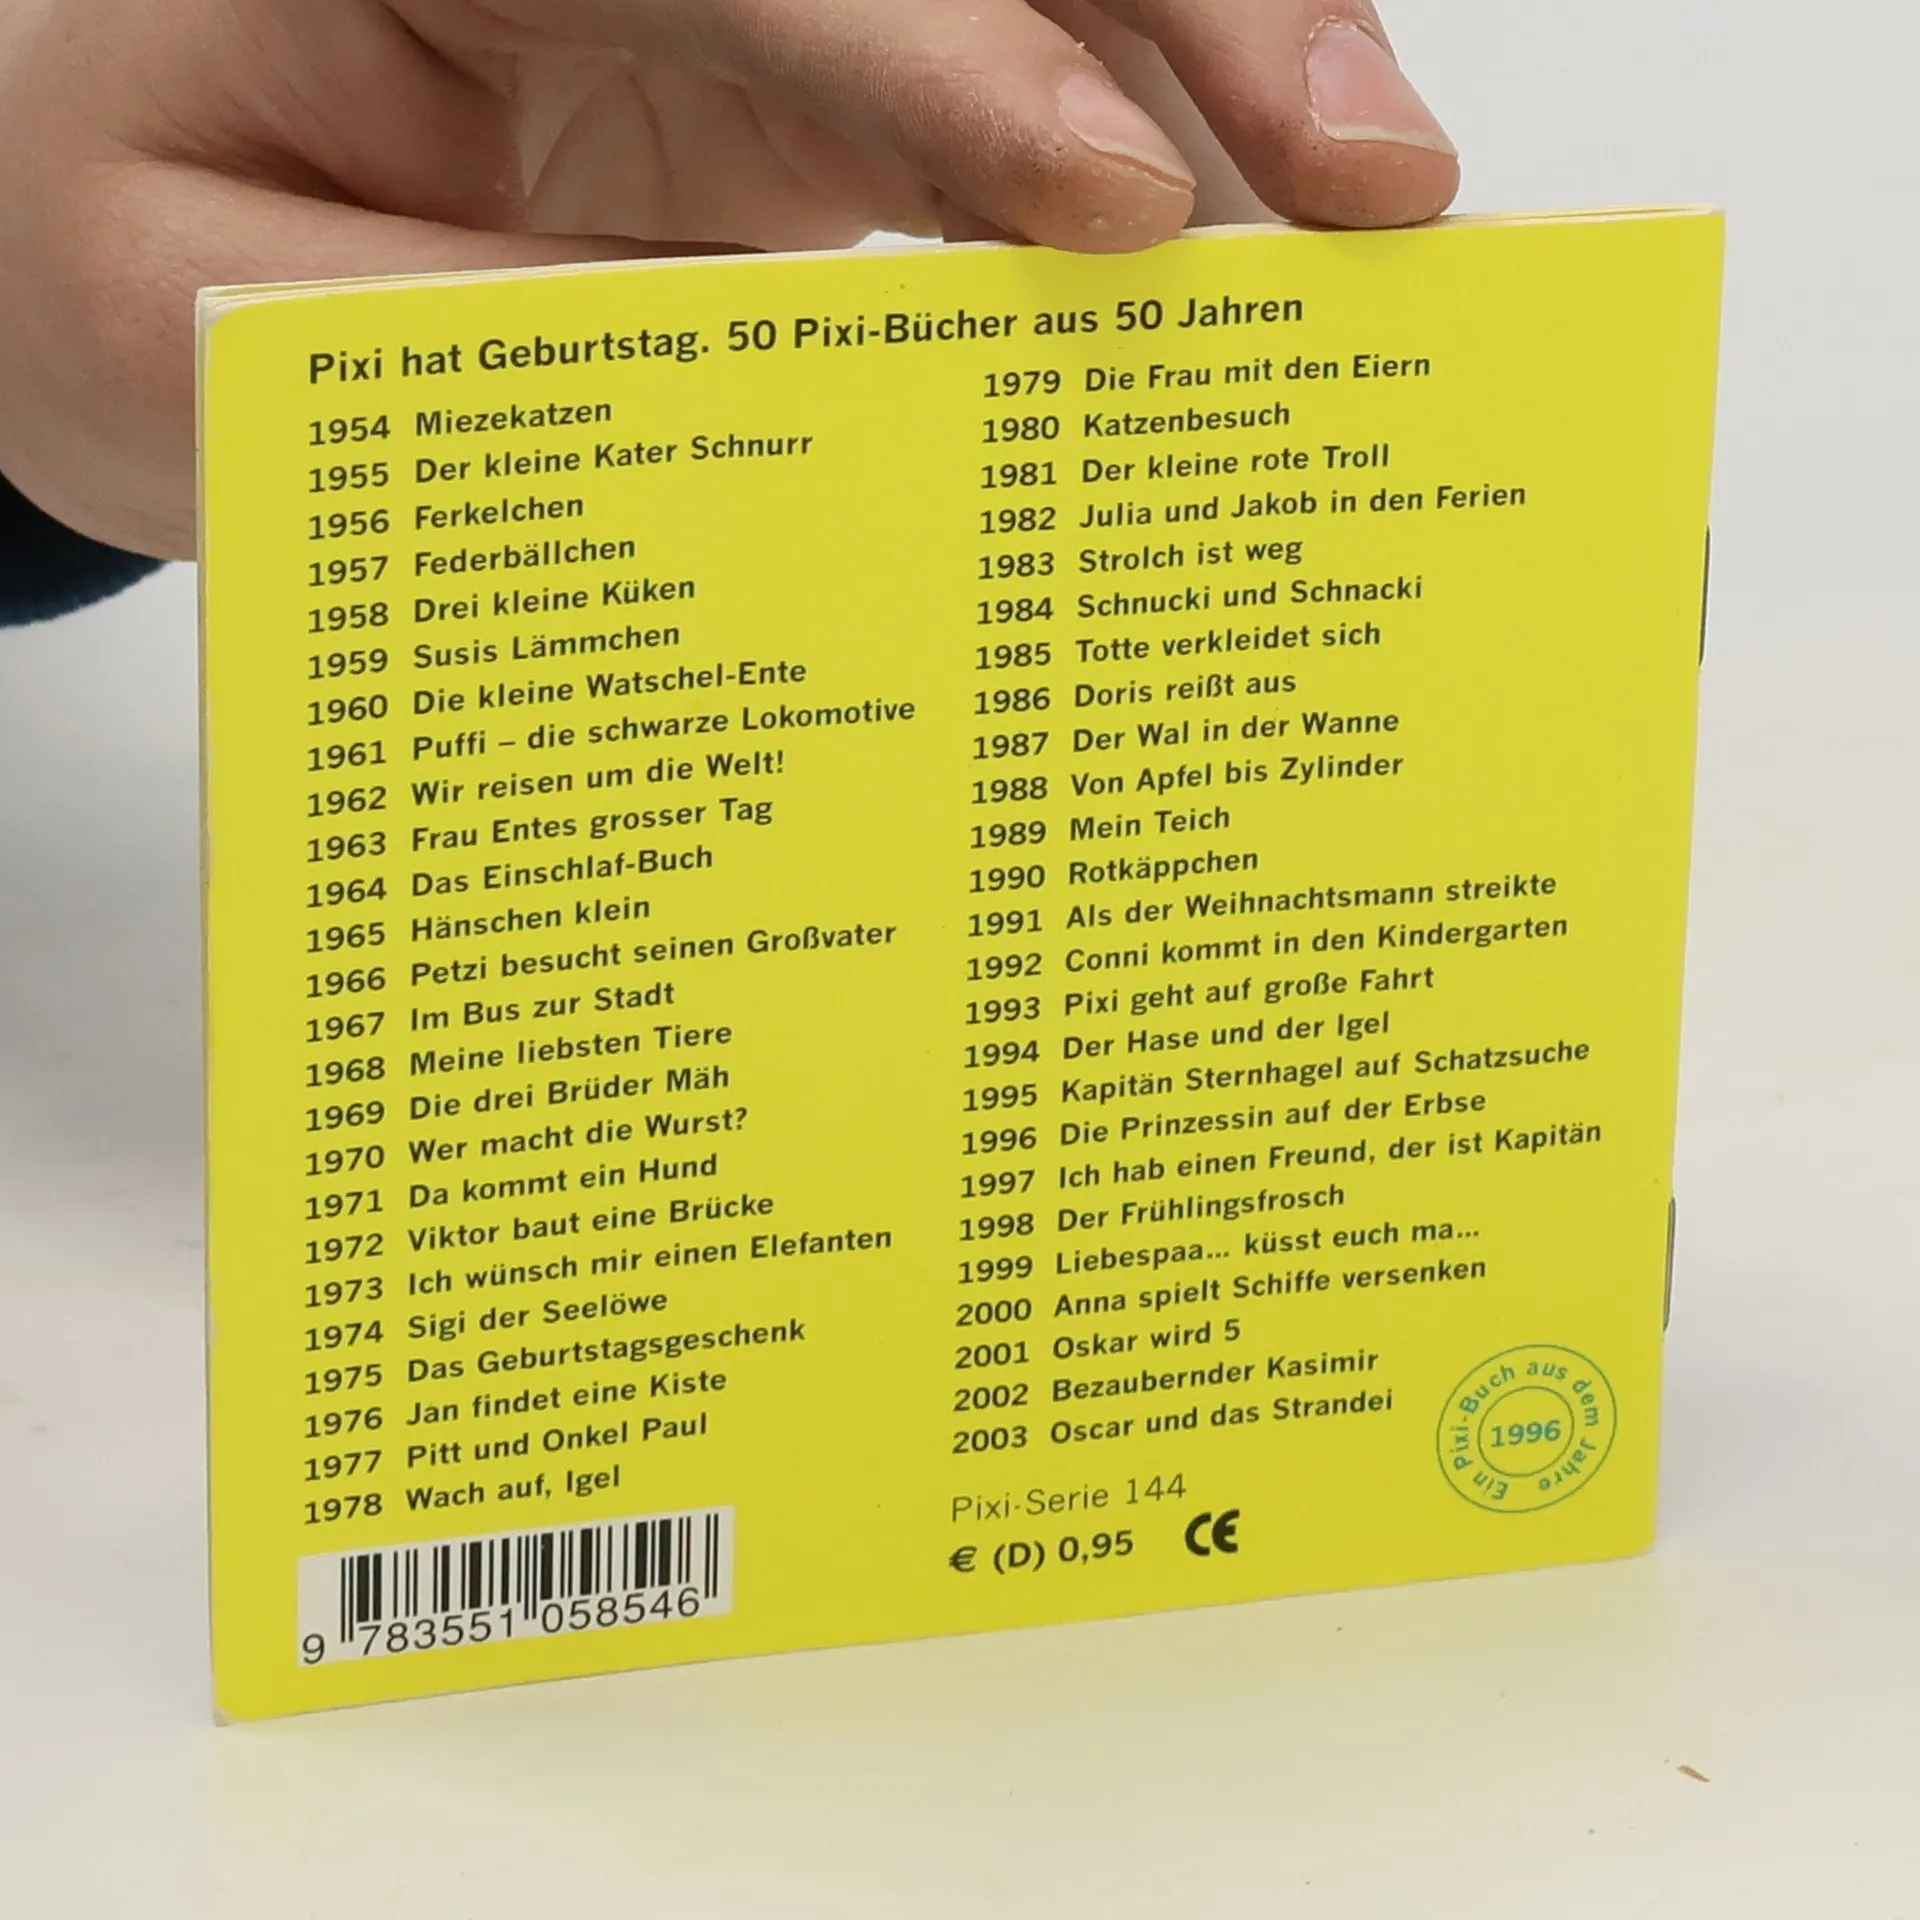 Pixi hat Geburtstag. 50 Pixi-Bücher aus 50 Jahren
1954 Miezekatzen
1955 Der kleine Kater Schnurr
1956 Ferkelchen
1957 Federbällchen
1958 Drei kleine Küken
1959 Susis Lämmchen
1960 Die kleine Watschel-Ente
1961 Puffi – die schwarze Lokomotive
1962 Wir reisen um die Welt!
1963 Frau Entes grosser Tag
1964 Das Einschlaf-Buch
1965 Hänschen klein
1966 Petzi besucht seinen Großvater
1967 Im Bus zur Stadt
1968 Meine liebsten Tiere
1969 Die drei Brüder Mäh
1970 Wer macht die Wurst?
1971 Da kommt ein Hund
1972 Viktor baut eine Brücke
1973 Ich wünsch mir einen Elefanten
1974 Sigi der Seelöwe
1975 Das Geburtstagsgeschenk
1976 Jan findet eine Kiste
1977 Pitt und Onkel Paul
1978 Wach auf, Igel
1979 Die Frau mit den Eiern
1980 Katzenbesuch
1981 Der kleine rote Troll
1982 Julia und Jakob in den Ferien
1983 Strolch ist weg
1984 Schnucki und Schnacki
1985 Totte verkleidet sich
1986 Doris reißt aus
1987 Der Wal in der Wanne
1988 Von Apfel bis Zylinder
1989 Mein Teich
1990 Rotkäppchen
1991 Als der Weihnachtsmann streikte
1992 Conni kommt in den Kindergarten
1993 Pixi geht auf große Fahrt
1994 Der Hase und der Igel
1995 Kapitän Sternhagel auf Schatzsuche
1996 Die Prinzessin auf der Erbse
1997 Ich hab einen Freund, der ist Kapitän
1998 Der Frühlingsfrosch
1999 Liebespaa... küsst euch ma...
2000 Anna spielt Schiffe versenken
2001 Oskar wird 5
2002 Bezaubernder Kasimir
2003 Oscar und das Strandei
Pixi-Serie 144
€ (D) 0,95 CE
Ein Pixi-Buch aus dem Jahre
1996
9 783551 058546